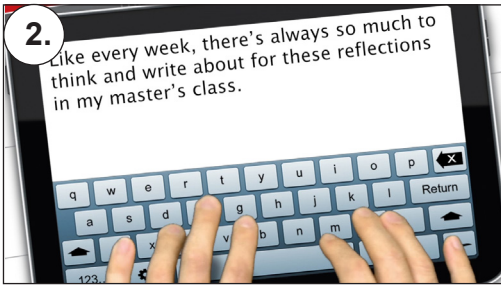 2.
Like every week, there's always so much to
think and write about for these reflections
in my master's class.
q w e r t y u i o p X
a s d g h j k l Return
x v b n m
123..